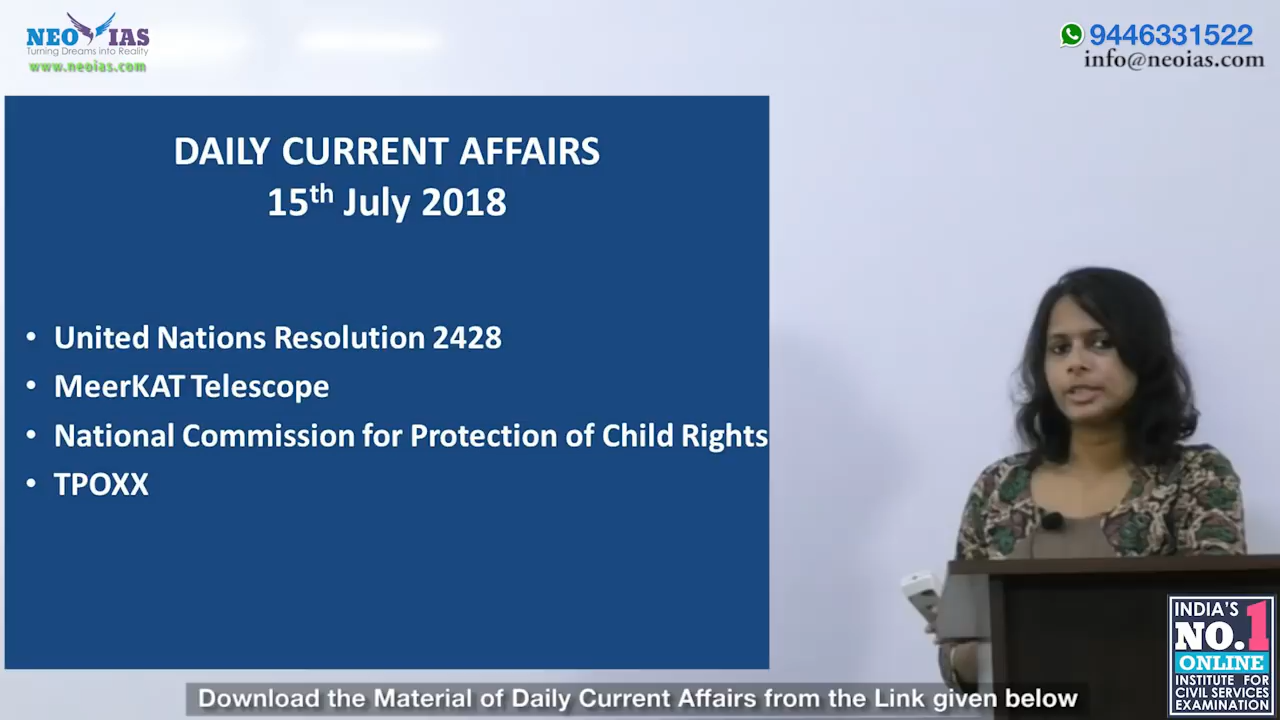 NEO IAS
Turning Dreams into Reality
www.neoias.com
9446331522
info@neoias.com
DAILY CURRENT AFFAIRS
15th July 2018
• United Nations Resolution 2428
• MeerKAT Telescope
• National Commission for Protection of Child Rights
• TPOXX
INDIA'S
NO.1
ONLINE
INSTITUTE FOR
CIVIL SERVICES
EXAMINATION
Download the Material of Daily Current Affairs from the Link given below